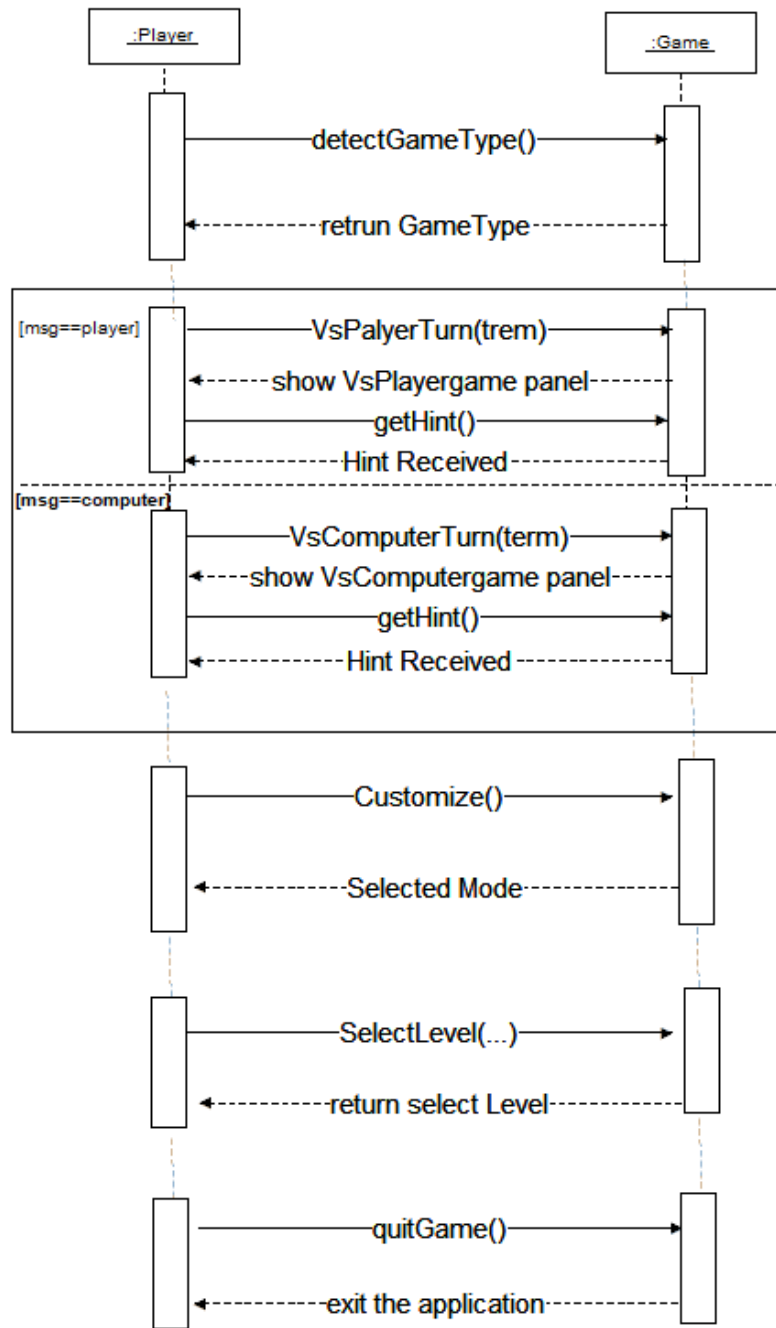 :Player
:Game
detectGameType()
retrun GameType
[msg==player]
VsPalyerTurn(trem)
show VsPlayergame panel
getHint()
Hint Received
[msg==computer]
VsComputerTurn(term)
show VsComputergame panel
getHint()
Hint Received
Customize()
Selected Mode
SelectLevel(...)
return select Level
quitGame()
exit the application